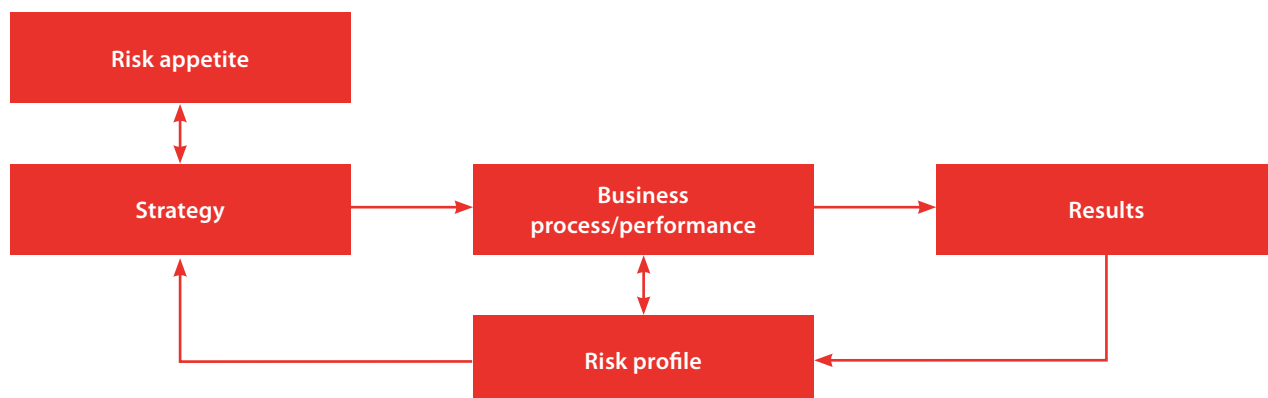 Risk appetite
Strategy
Business
process/performance
Results
Risk profile